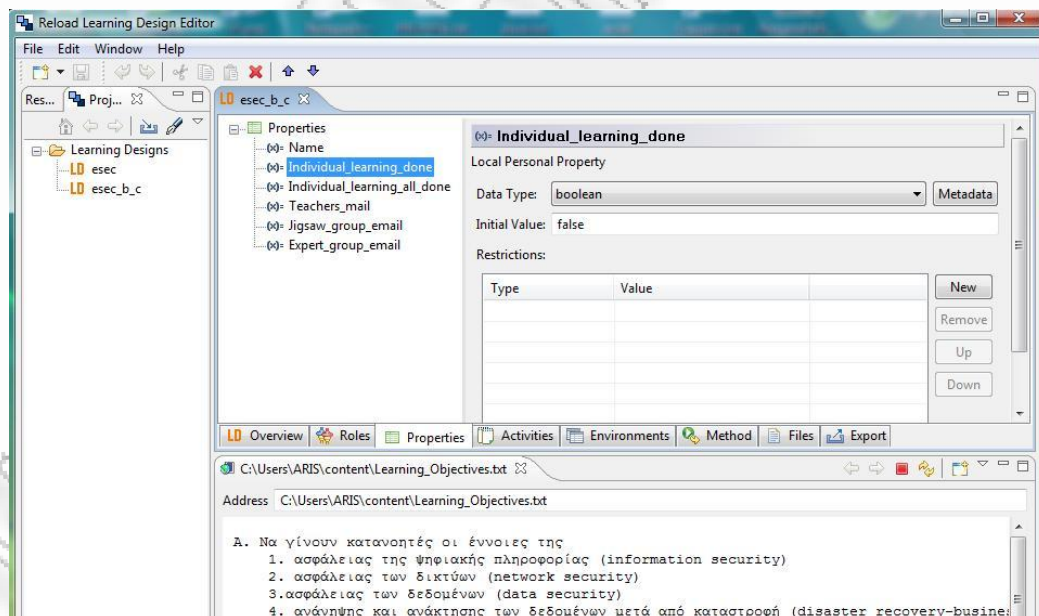 Reload Learning Design Editor
File Edit Window Help
Res... Proj...
esec_b_c
Learning Designs
LD esec
LD esec_b_c
Properties
(x)= Name
(x)= Individual_learning_done
(x)= Individual_learning_all_done
(x)= Teachers_mail
(x)= Jigsaw_group_email
(x)= Expert_group_email
(x)= Individual_learning_done
Local Personal Property
Data Type: boolean Metadata
Initial Value: false
Restrictions:
Type Value New
Remove
Up
Down
LD Overview Roles Properties Activities Environments Method Files Export
C:\Users\ARIS\content\Learning_Objectives.txt
Address C:\Users\ARIS\content\Learning_Objectives.txt
Α. Να γίνουν κατανοητές οι έννοιες της
1. ασφάλειας της ψηφιακής πληροφορίας (information security)
2. ασφάλειας των δικτύων (network security)
3.ασφάλειας των δεδομένων (data security)
4. ανάνηψης και ανάκτησης των δεδομένων μετά από καταστροφή (disaster recovery-busines